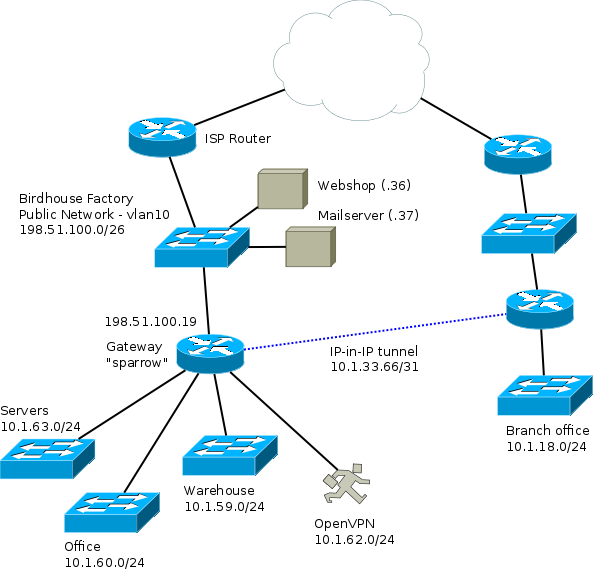 ISP Router
Webshop (.36)
Birdhouse Factory
Public Network - vlan10
198.51.100.0/26
Mailserver (.37)
198.51.100.19
Gateway
"sparrow"
IP-in-IP tunnel
10.1.33.66/31
Servers
10.1.63.0/24
Branch office
10.1.18.0/24
Warehouse
10.1.59.0/24
OpenVPN
10.1.62.0/24
Office
10.1.60.0/24